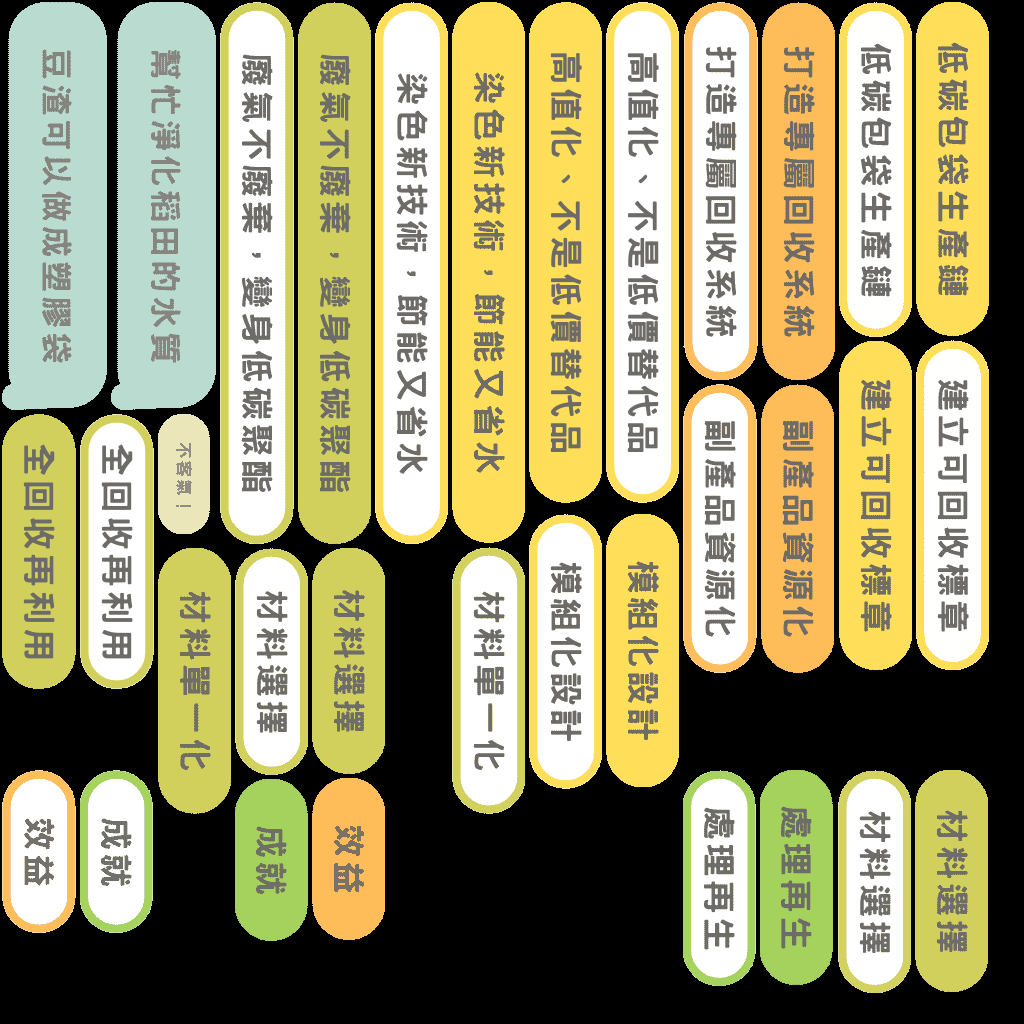 豆渣可以做成塑膠袋
幫忙淨化稻田的水質
廢氣不廢棄，變身低碳聚酯
廢氣不廢棄，變身低碳聚酯
染色新技術，節能又省水
染色新技術，節能又省水
高值化、不是低價替代品
高值化、不是低價替代品
打造專屬回收系統
打造專屬回收系統
低碳包袋生產鏈
低碳包袋生產鏈
全回收再利用
全回收再利用
不客氣！
材料單一化
材料選擇
材料選擇
材料單一化
模組化設計
模組化設計
副產品資源化
副產品資源化
建立可回收標章
建立可回收標章
效益
成就
成就
效益
處理再生
處理再生
材料選擇
材料選擇